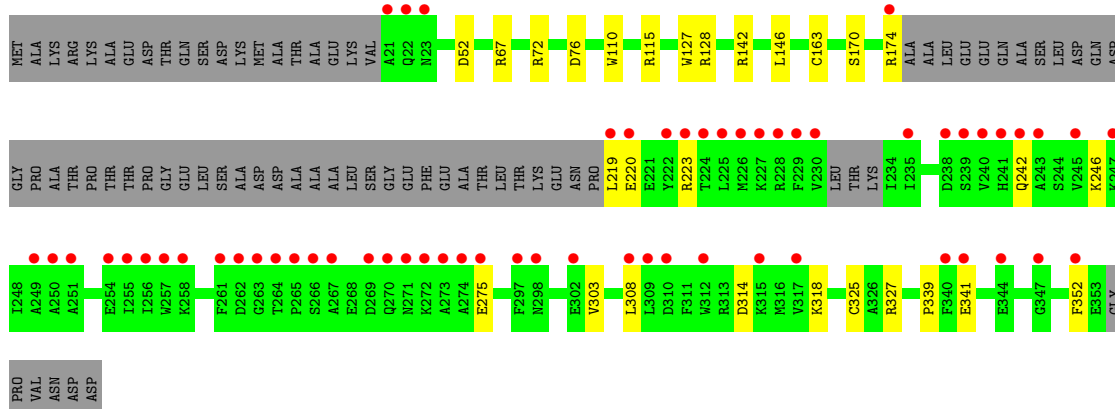 MET ALA LYS ARG LYS ALA GLU ASP THR GLN SER ASP LYS MET ALA THR ALA GLU LYS VAL A21 Q22 N23 D52 R67 R72 D76 W110 R115 W127 R128 R142 L146 C163 S170 R174 ALA ALA LEU GLU GLU GLN ALA SER LEU ASP GLN ASP
GLY PRO ALA THR PRO THR THR PRO GLY GLU LEU SER ALA ASP ASP ALA ALA ALA LEU SER GLY GLU PHE GLU ALA THR LEU THR LYS GLU ASN PRO L219 E220 E221 Y222 R223 T224 L225 M226 K227 R228 F229 V230 LEU THR LYS I234 I235 D238 S239 V240 H241 Q242 A243 S244 V245 K246 K247
I248 A249 A250 A251 E254 I255 I256 W257 K258 F261 D262 G263 T264 P265 S266 A267 E268 D269 Q270 N271 K272 A273 A274 E275 F297 N298 E302 V303 L308 L309 D310 F311 W312 R313 D314 K315 M316 V317 K318 C325 A326 R327 P339 F340 E341 E344 G347 F352 E353 GLY
PRO VAL ASN ASP ASP